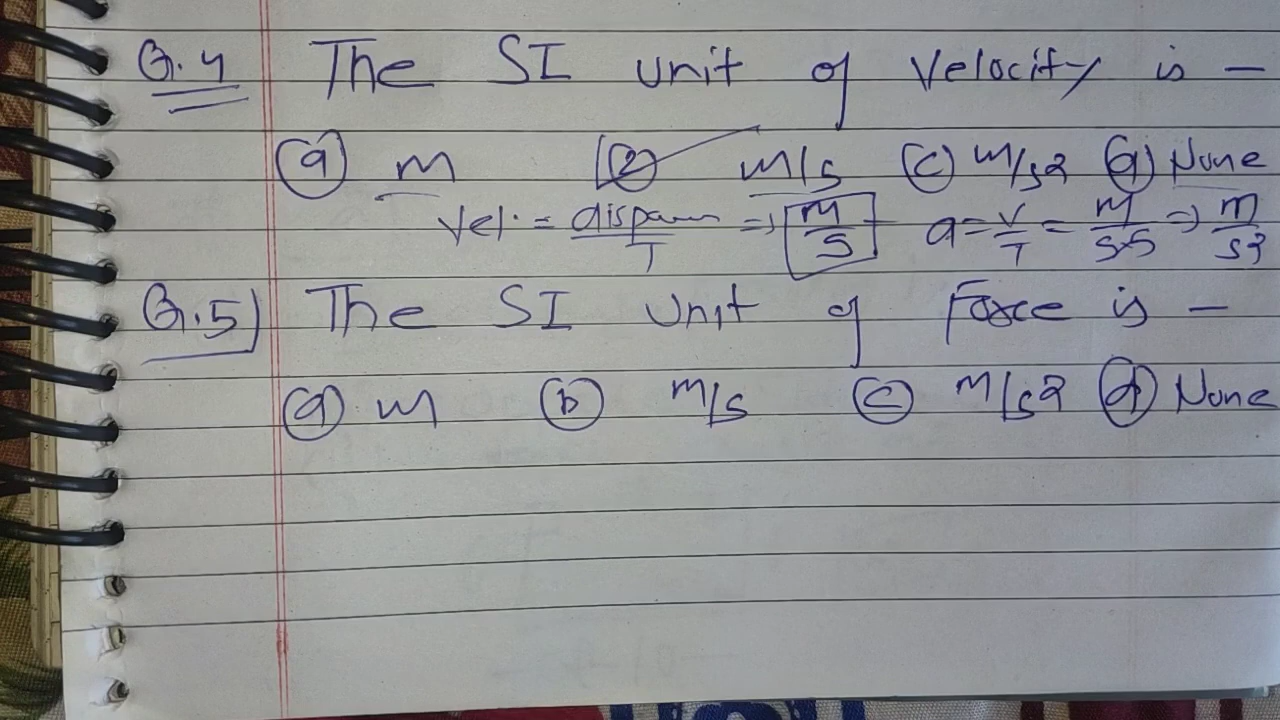 Q.4 The SI unit of Velocity is –
(a) m (b) m/s (c) m/s2 (d) None
Vel. = /T => m/s a = v/T = m/s.s => m/s2
Q.5) The SI Unit of Force is –
(a) m (b) m/s (c) m/s2 (d) None